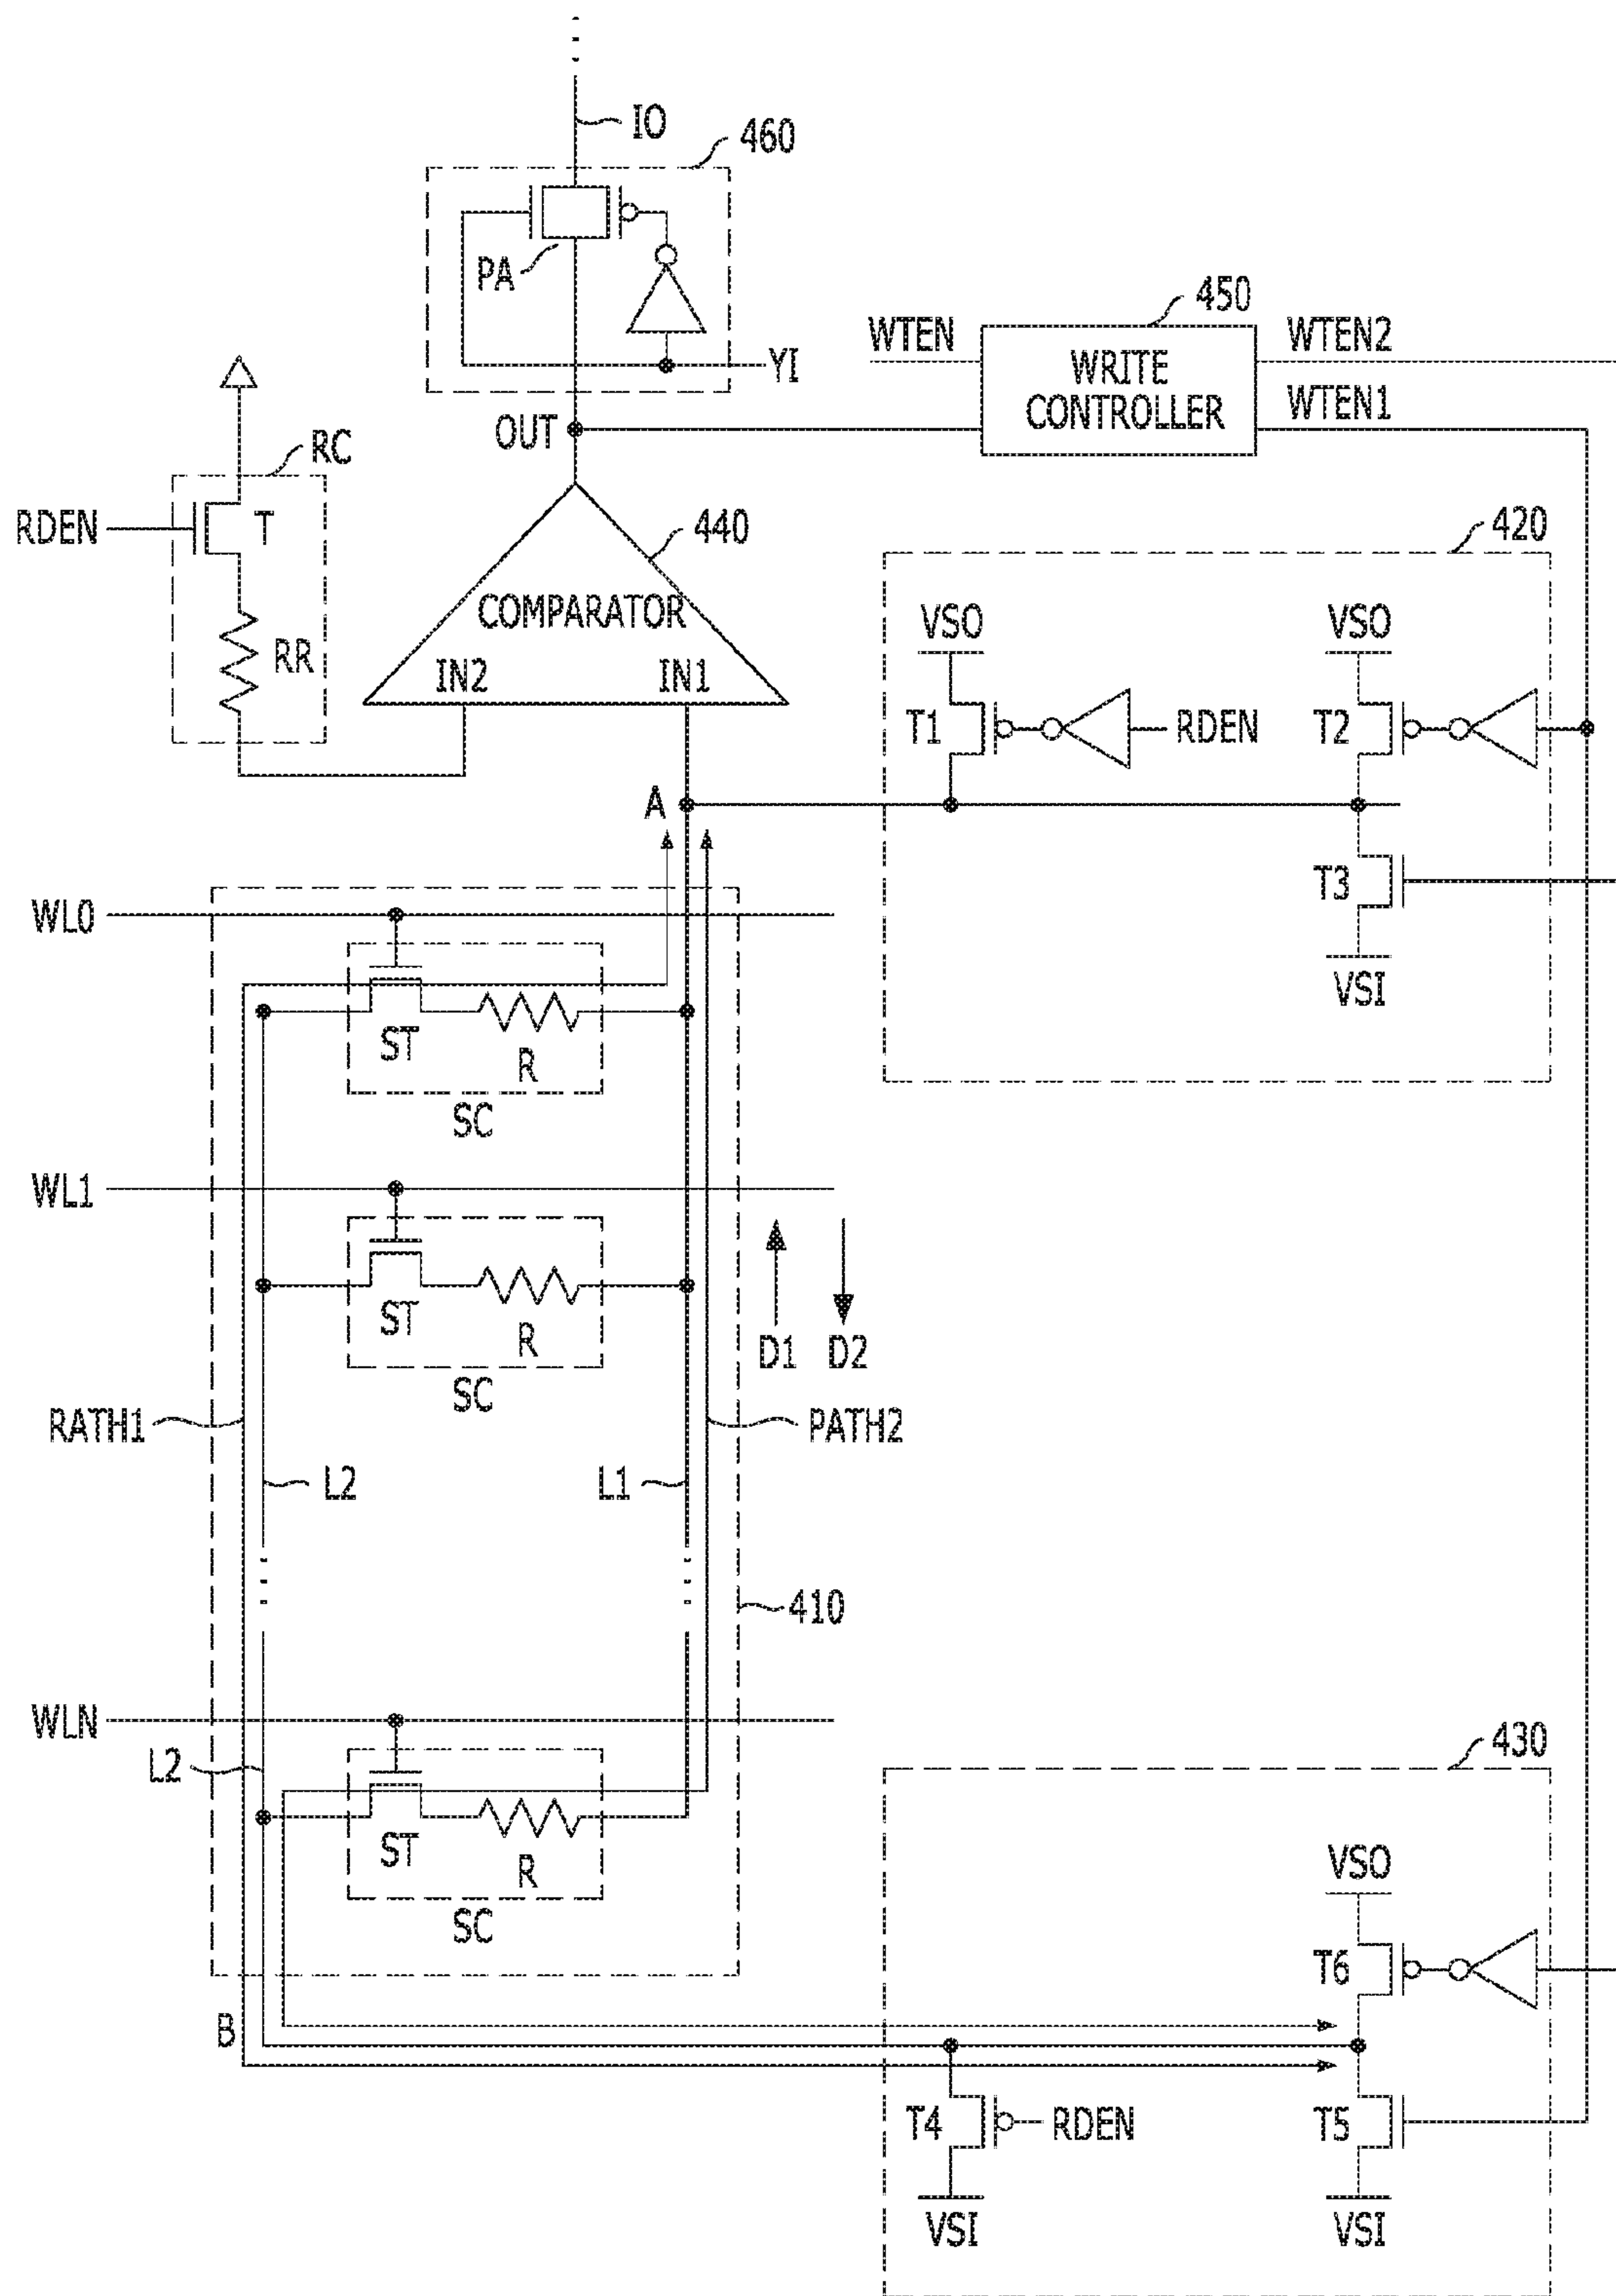 IO
460
PA
YI
450
WTEN
WRITE
CONTROLLER
WTEN2
WTEN1
OUT
RC
RDEN
T
RR
440
COMPARATOR
IN2
IN1
420
VSO
VSO
T1
RDEN
T2
A
T3
VSI
WL0
ST
R
SC
WL1
ST
R
SC
D1
D2
RATH1
PATH2
L2
L1
410
WLN
L2
ST
R
SC
430
VSO
T6
B
T4
RDEN
T5
VSI
VSI